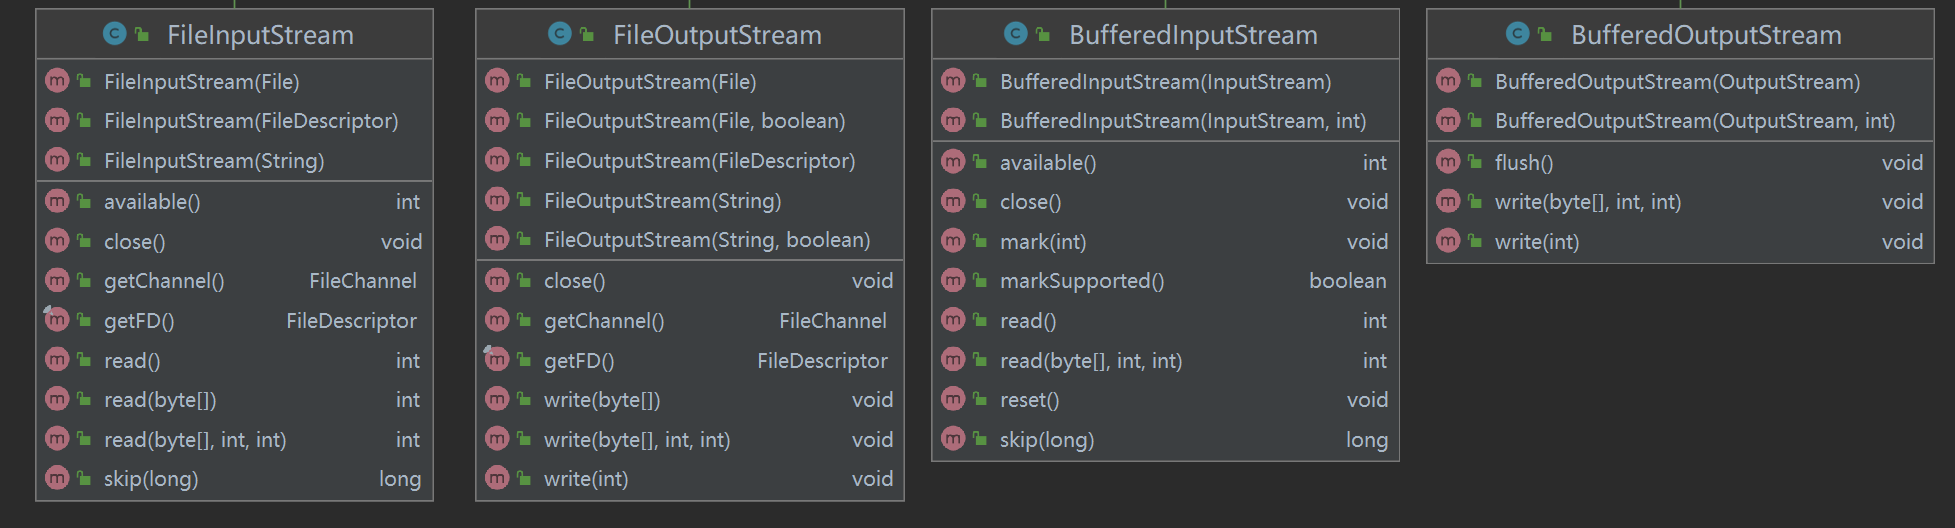 FileInputStream
FileInputStream(File)
FileInputStream(FileDescriptor)
FileInputStream(String)
available() int
close() void
getChannel() FileChannel
getFD() FileDescriptor
read() int
read(byte[]) int
read(byte[], int, int) int
skip(long) long
FileOutputStream
FileOutputStream(File)
FileOutputStream(File, boolean)
FileOutputStream(FileDescriptor)
FileOutputStream(String)
FileOutputStream(String, boolean)
close() void
getChannel() FileChannel
getFD() FileDescriptor
write(byte[]) void
write(byte[], int, int) void
write(int) void
BufferedInputStream
BufferedInputStream(InputStream)
BufferedInputStream(InputStream, int)
available() int
close() void
mark(int) void
markSupported() boolean
read() int
read(byte[], int, int) int
reset() void
skip(long) long
BufferedOutputStream
BufferedOutputStream(OutputStream)
BufferedOutputStream(OutputStream, int)
flush() void
write(byte[], int, int) void
write(int) void